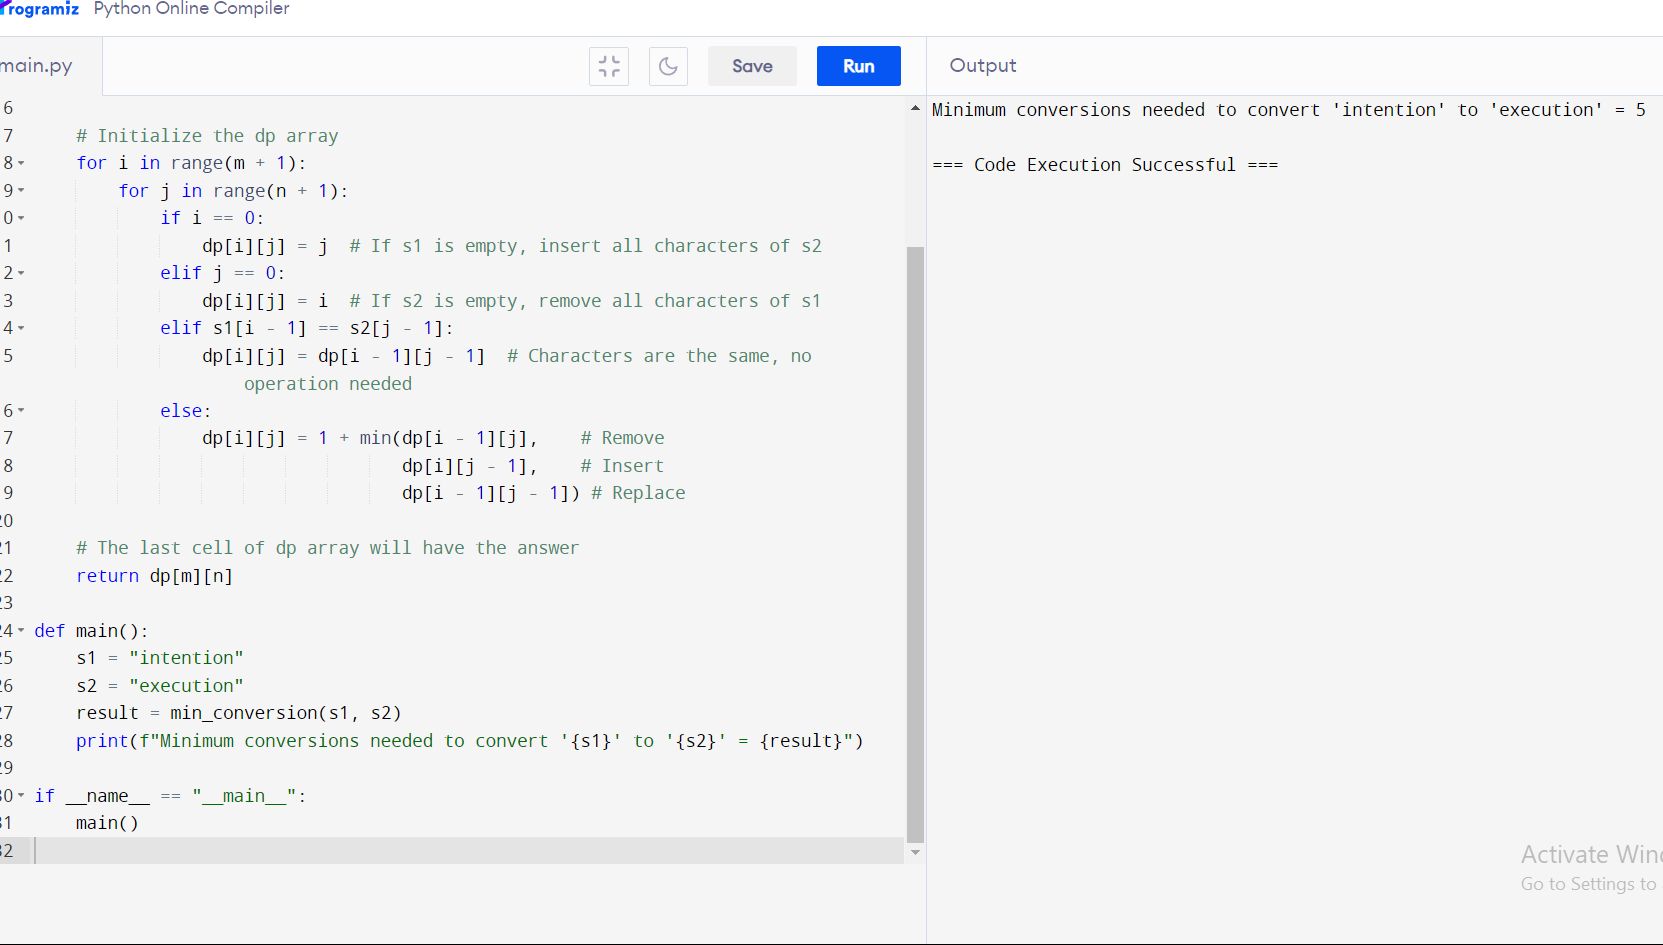 Programiz Python Online Compiler
main.py
Save
Run
Output
6
7 # Initialize the dp array
8 for i in range(m + 1):
9 for j in range(n + 1):
0 if i == 0:
1 dp[i][j] = j # If s1 is empty, insert all characters of s2
2 elif j == 0:
3 dp[i][j] = i # If s2 is empty, remove all characters of s1
4 elif s1[i - 1] == s2[j - 1]:
5 dp[i][j] = dp[i - 1][j - 1] # Characters are the same, no
operation needed
6 else:
7 dp[i][j] = 1 + min(dp[i - 1][j], # Remove
8 dp[i][j - 1], # Insert
9 dp[i - 1][j - 1]) # Replace
20
21 # The last cell of dp array will have the answer
22 return dp[m][n]
23
24 def main():
25 s1 = "intention"
26 s2 = "execution"
27 result = min_conversion(s1, s2)
28 print(f"Minimum conversions needed to convert '{s1}' to '{s2}' = {result}")
29
30 if __name__ == "__main__":
31 main()
32
Minimum conversions needed to convert 'intention' to 'execution' = 5
=== Code Execution Successful ===
Activate Win
Go to Settings to